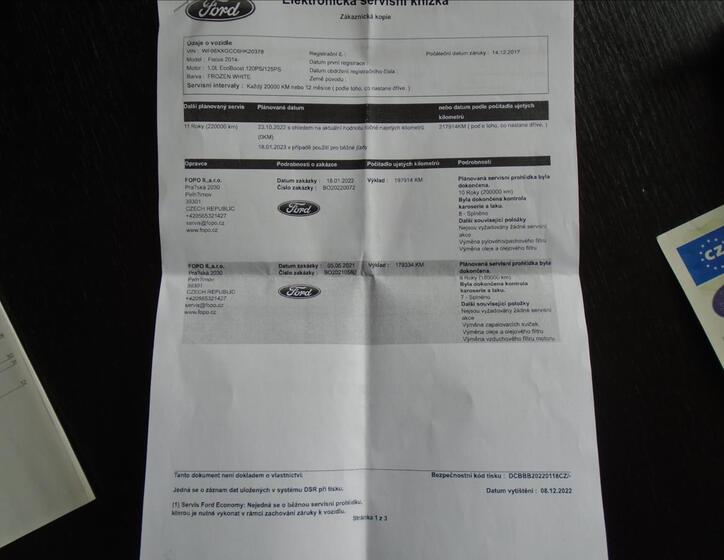 Ford
Elektronická servisní knížka
Zákaznická kopie
Údaje o vozidle
VIN : WF06XXGCC6HK20378
Model : Focus 2014-
Motor : 1,0L EcoBoost 120PS/125PS
Barva : FROZEN WHITE
Registrační č. :
Datum první registrace :
Datum obdržení registračního čísla :
Země původu :
Počáteční datum záruky : 14.12.2017
Servisní intervaly : Každý 20000 KM nebo 12 měsíce ( podle toho, co nastane dříve. )
Další plánovaný servis Plánované datum nebo datum podle počitadla ujetých kilometrů
11 Roky (220000 km) 23.10.2022 s ohledem na aktuální hodnotu ročně najetých kilometrů 217914KM ( podle toho, co nastane dříve. )
(0KM)
18.01.2023 v případě použití pro běžné jízdy
Opravce Podrobnosti o zakázce Počitadlo ujetých kilometrů Podrobnosti
FOPO II.,s.r.o.
Pražská 2030
Pelhřimov
39301
CZECH REPUBLIC
+420565321427
servis@fopo.cz
www.fopo.cz
Datum zakázky : 18.01.2022
Číslo zakázky : BO20220072
Ford
Výklad : 197914 KM
Plánovaná servisní prohlídka byla
dokončena.
10 Roky (200000 km)
Byla dokončena kontrola
karoserie a laku.
8 - Splněno
Další související položky
Nejsou vyžadovány žádné servisní
akce
Výměna pylového/pachového filtru
Výměna oleje a olejového filtru
FOPO II.,s.r.o.
Pražská 2030
Pelhřimov
39301
CZECH REPUBLIC
+420565321427
servis@fopo.cz
www.fopo.cz
Datum zakázky : 05.05.2021
Číslo zakázky :
Ford
Výklad : 179334 KM
Plánovaná servisní prohlídka byla
dokončena.
9 Roky (180000 km)
Byla dokončena kontrola
karoserie a laku.
7 - Splněno
Další související položky
Nejsou vyžadovány žádné servisní
akce
Výměna zapalovacích svíček
Výměna oleje a olejového filtru
Výměna vzduchového filtru motoru
Tento dokument není dokladem o vlastnictví.
Bezpečnostní kód tisku : DCBBB20220118CZ/-
Jedná se o záznam dat uložených v systému DSR při tisku.
Datum vytištění : 08.12.2022
(1) Servis Ford Economy: Nejedná se o běžnou servisní prohlídku,
kterou je nutné vykonat v rámci zachování záruky k vozidlu.
Stránka 1 z 3